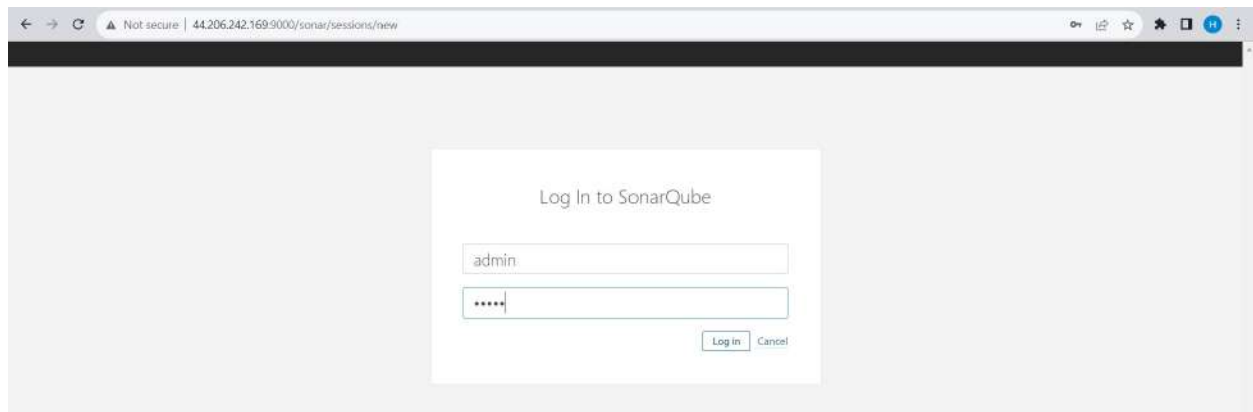 Not secure | 44.206.242.169:9000/sonar/sessions/new
H
Log In to SonarQube
admin
•••••
Log in Cancel